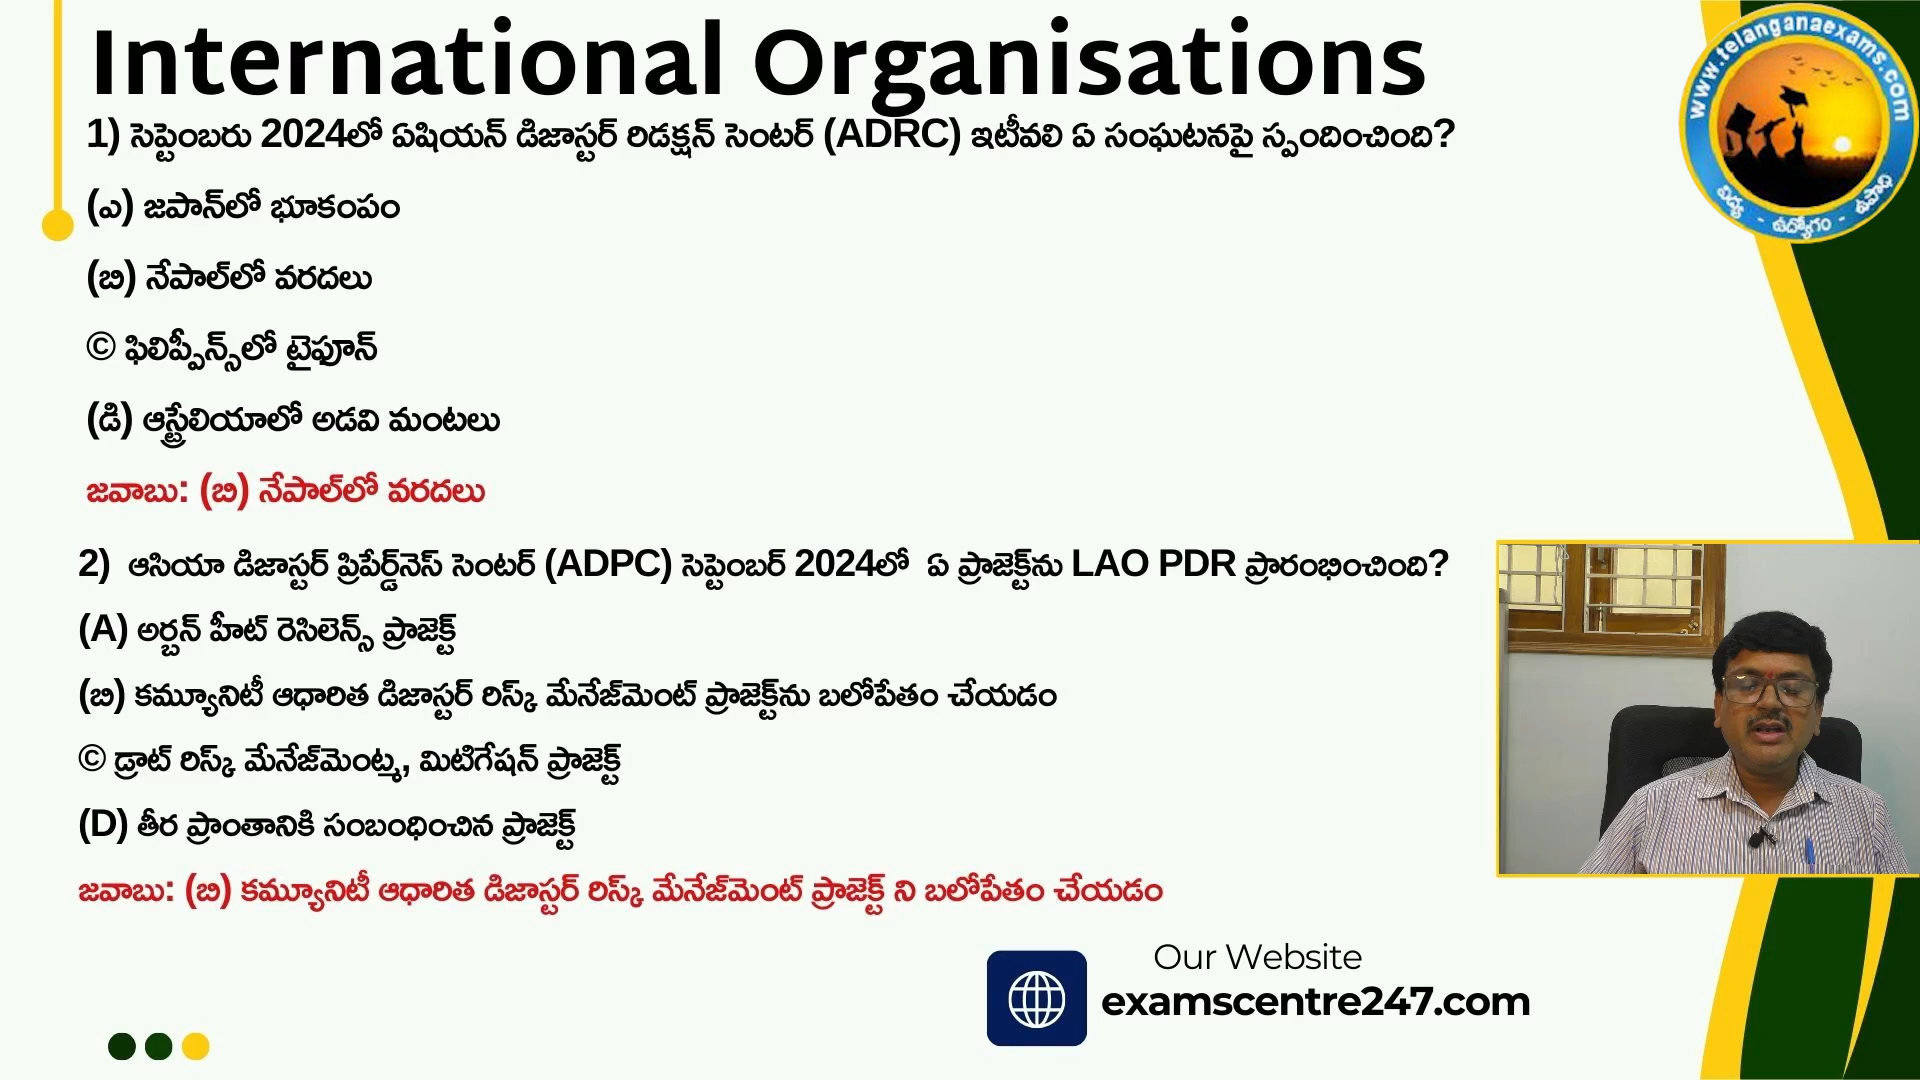 International Organisations
www.telanganaexams.com
విద్య - ఉద్యోగం - ఉపాధి
1) సెప్టెంబరు 2024లో ఏషియన్ డిజాస్టర్ రిడక్షన్ సెంటర్ (ADRC) ఇటీవలి ఏ సంఘటనపై స్పందించింది?
(ఎ) జపాన్‌లో భూకంపం
(బి) నేపాల్‌లో వరదలు
© ఫిలిప్పీన్స్‌లో టైఫూన్
(డి) ఆస్ట్రేలియాలో అడవి మంటలు
జవాబు: (బి) నేపాల్‌లో వరదలు
2) ఆసియా డిజాస్టర్ ప్రిపేర్డ్‌నెస్ సెంటర్ (ADPC) సెప్టెంబర్ 2024లో ఏ ప్రాజెక్ట్‌ను LAO PDR ప్రారంభించింది?
(A) అర్బన్ హీట్ రెసిలెన్స్ ప్రాజెక్ట్
(బి) కమ్యూనిటీ ఆధారిత డిజాస్టర్ రిస్క్ మేనేజ్‌మెంట్ ప్రాజెక్ట్‌ను బలోపేతం చేయడం
© డ్రాట్ రిస్క్ మేనేజ్‌మెంట్మ, మిటిగేషన్ ప్రాజెక్ట్
(D) తీర ప్రాంతానికి సంబంధించిన ప్రాజెక్ట్
జవాబు: (బి) కమ్యూనిటీ ఆధారిత డిజాస్టర్ రిస్క్ మేనేజ్‌మెంట్ ప్రాజెక్ట్ ని బలోపేతం చేయడం
Our Website
examscentre247.com